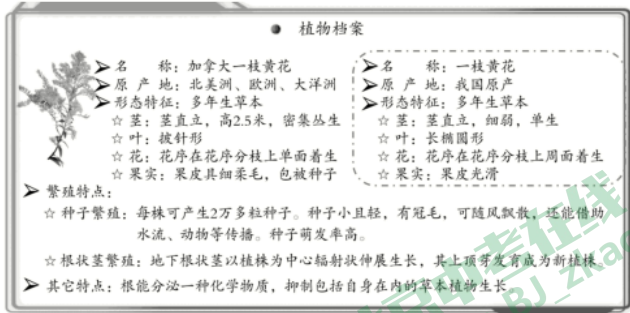 ● 植物档案
➤ 名 称：加拿大一枝黄花
➤ 原 产 地：北美洲、欧洲、大洋洲
➤ 形态特征：多年生草本
☆ 茎：茎直立，高2.5米，密集丛生
☆ 叶：披针形
☆ 花：花序在花序分枝上单面着生
☆ 果实：果皮具细柔毛，包被种子
➤ 名 称：一枝黄花
➤ 原 产 地：我国原产
➤ 形态特征：多年生草本
☆ 茎：茎直立，细弱，单生
☆ 叶：长椭圆形
☆ 花：花序在花序分枝上周面着生
☆ 果实：果皮光滑
➤ 繁殖特点：
☆ 种子繁殖：每株可产生2万多粒种子。种子小且轻，有冠毛，可随风飘散，还能借助
水流、动物等传播。种子萌发率高。
☆ 根状茎繁殖：地下根状茎以植株为中心辐射状伸展生长，其上顶芽发育成为新植株
➤ 其它特点：根能分泌一种化学物质，抑制包括自身在内的草本植物生长。
京中考在线
BJ_zkao